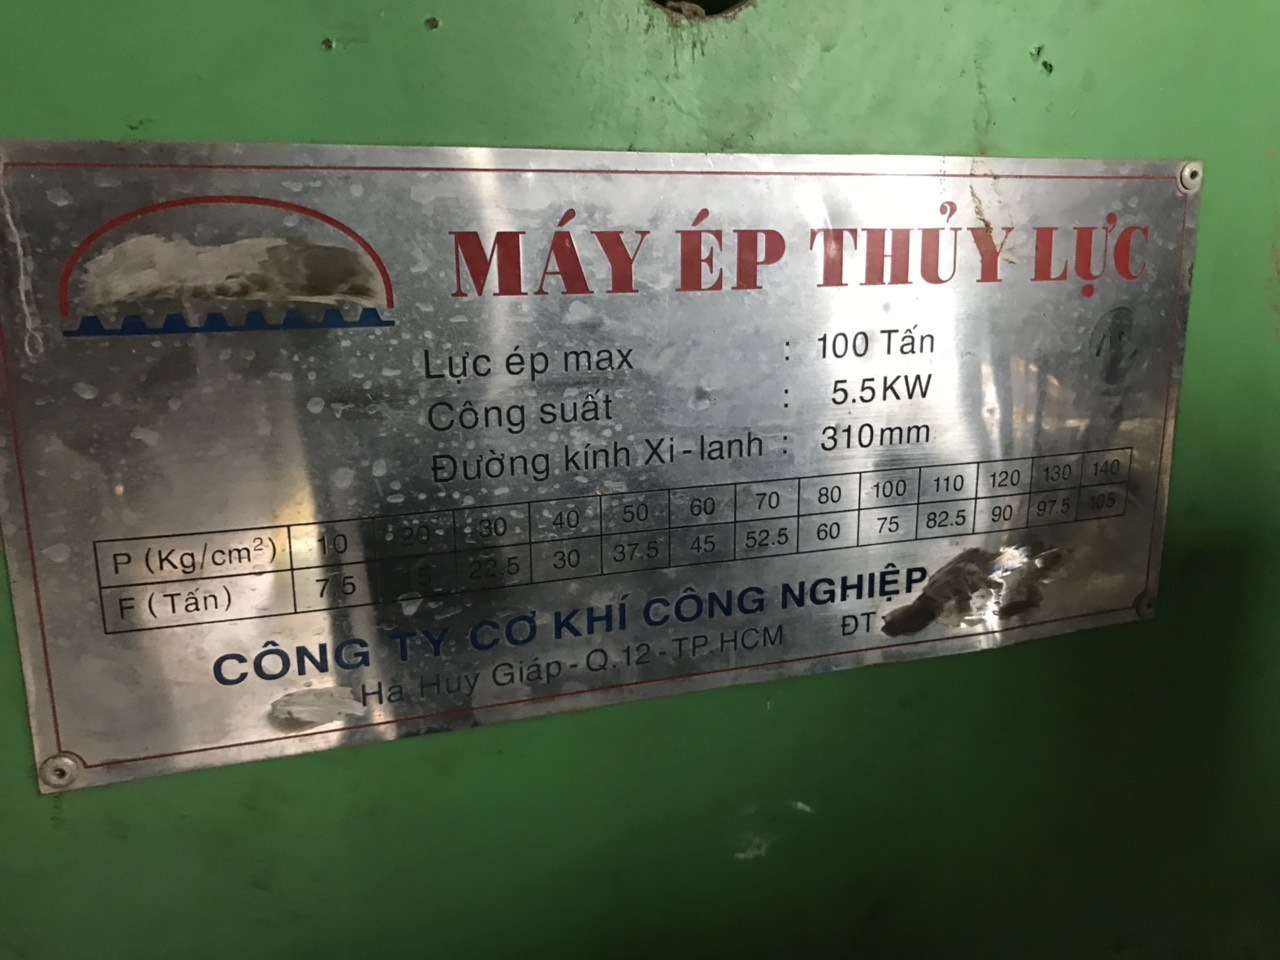 MÁY ÉP THỦY LỰC
Lực ép max : 100 Tấn
Công suất : 5.5KW
Đường kính Xi-lanh : 310mm
P (Kg/cm²) 10 20 30 40 50 60 70 80 100 110 120 130 140
F (Tấn) 7.5 15 22.5 30 37.5 45 52.5 60 75 82.5 90 97.5 105
CÔNG TY CƠ KHÍ CÔNG NGHIỆP
Hà Huy Giáp - Q.12 - TP.HCM ĐT: